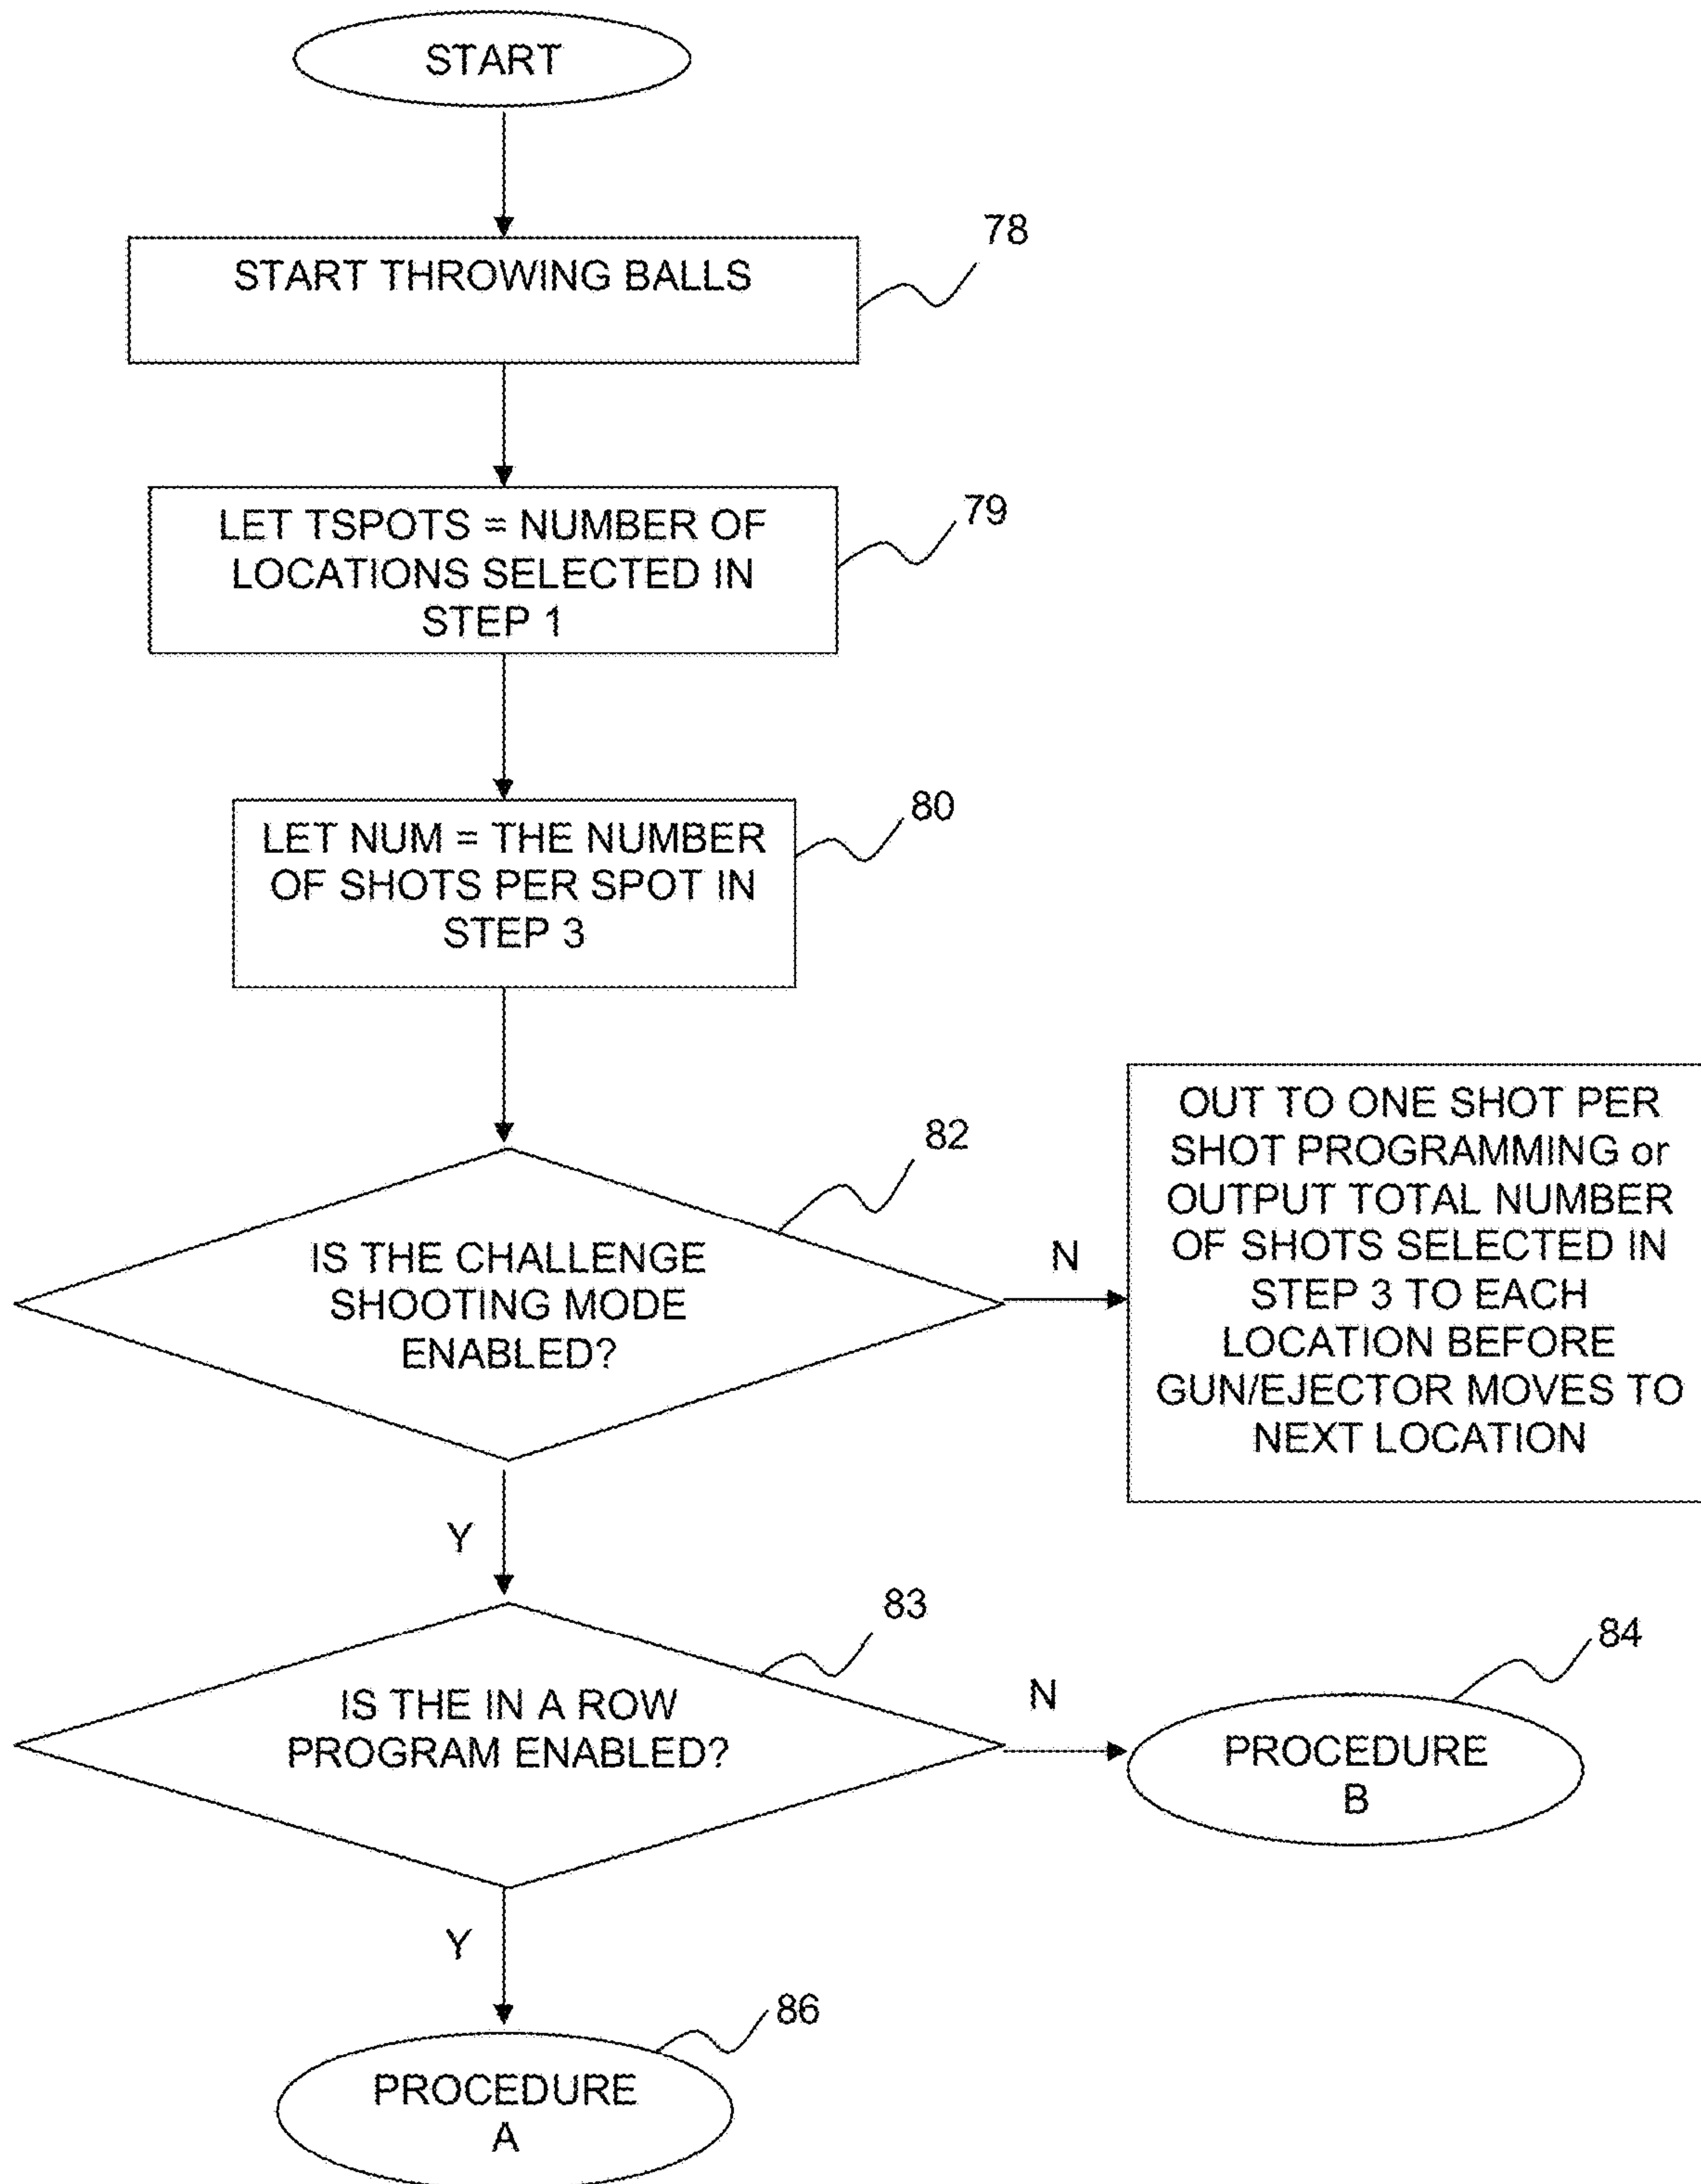 START
START THROWING BALLS
78
LET TSPOTS = NUMBER OF
LOCATIONS SELECTED IN
STEP 1
79
LET NUM = THE NUMBER
OF SHOTS PER SPOT IN
STEP 3
80
IS THE CHALLENGE
SHOOTING MODE
ENABLED?
82
N
OUT TO ONE SHOT PER
SHOT PROGRAMMING or
OUTPUT TOTAL NUMBER
OF SHOTS SELECTED IN
STEP 3 TO EACH
LOCATION BEFORE
GUN/EJECTOR MOVES TO
NEXT LOCATION
Y
IS THE IN A ROW
PROGRAM ENABLED?
83
N
PROCEDURE
B
84
Y
PROCEDURE
A
86